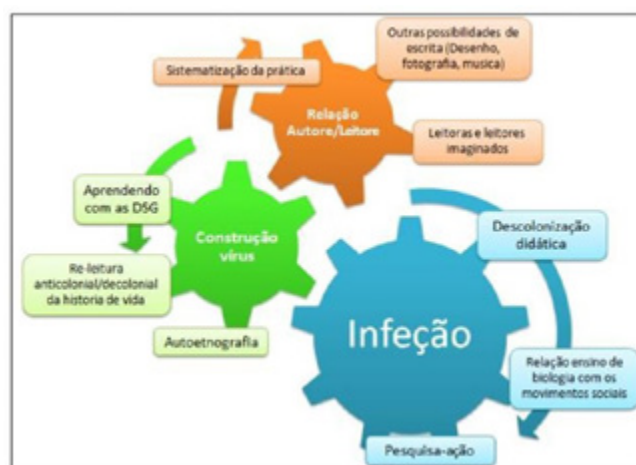 Outras possibilidades de
escrita (Desenho,
fotografia, musica)
Sistematização da prática
Relação
Autore/Leitore
Leitoras e leitores
imaginados
Aprendendo
com as DSG
Construção
vírus
Re-leitura
anticolonial/decolonial
da historia de vida
Autoetnografia
Descolonização
didática
Infeção
Relação ensino de
biologia com os
movimentos sociais
Pesquisa-ação